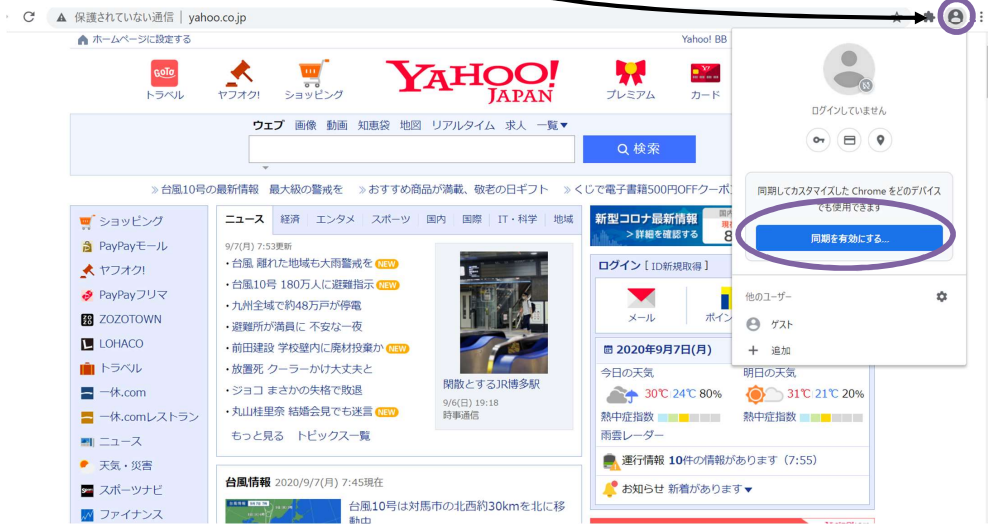 保護されていない通信 | yahoo.co.jp
ホームページに設定する
Yahoo! BB
GoTo
トラベル
ヤフオク!
ショッピング
YAHOO!
JAPAN
プレミアム
カード
ウェブ 画像 動画 知恵袋 地図 リアルタイム 求人 一覧▼
検索
»台風10号の最新情報 最大級の警戒を »おすすめ商品が満載、敬老の日ギフト »くじで電子書籍500円OFFクーポ
ショッピング
PayPayモール
ヤフオク!
PayPayフリマ
ZOZOTOWN
LOHACO
トラベル
一休.com
一休.comレストラン
ニュース
天気・災害
スポーツナビ
ファイナンス
ニュース 経済 エンタメ スポーツ 国内 国際 IT・科学 地域
9/7(月) 7:53更新
・台風 離れた地域も大雨警戒を NEW
・台風10号 180万人に避難指示 NEW
・九州全域で約48万戸が停電
・避難所が満員に 不安な一夜
・前田建設 学校壁内に廃材投棄か NEW
・放置死 クーラーかけ大丈夫と
・ジョコ まさかの失格で敗退
・丸山桂里奈 結婚会見でも迷言 NEW
もっと見る トピックス一覧
閑散とするJR博多駅
9/6(日) 19:18
時事通信
台風情報 2020/9/7(月) 7:45現在
台風10号は対馬市の北西約30kmを北に移
動中
新型コロナ最新情報
>詳細を確認する
ログイン [ ID新規取得 ]
メール
ポイン
2020年9月7日(月)
今日の天気
30℃ 24℃ 80%
熱中症指数
雨雲レーダー
明日の天気
31℃ 21℃ 20%
熱中症指数
運行情報 10件の情報があります (7:55)
お知らせ 新着があります▼
ログインしていません
同期してカスタマイズした Chrome をどのデバイス
でも使用できます
同期を有効にする...
他のユーザー
ゲスト
+ 追加